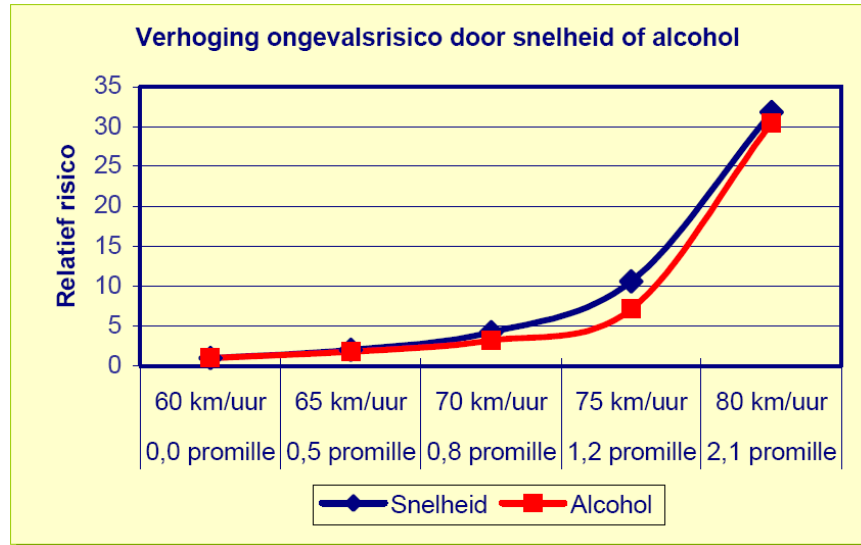 Verhoging ongevalsrisico door snelheid of alcohol
Relatief risico
35
30
25
20
15
10
5
0
60 km/uur 65 km/uur 70 km/uur 75 km/uur 80 km/uur
0,0 promille 0,5 promille 0,8 promille 1,2 promille 2,1 promille
Snelheid Alcohol